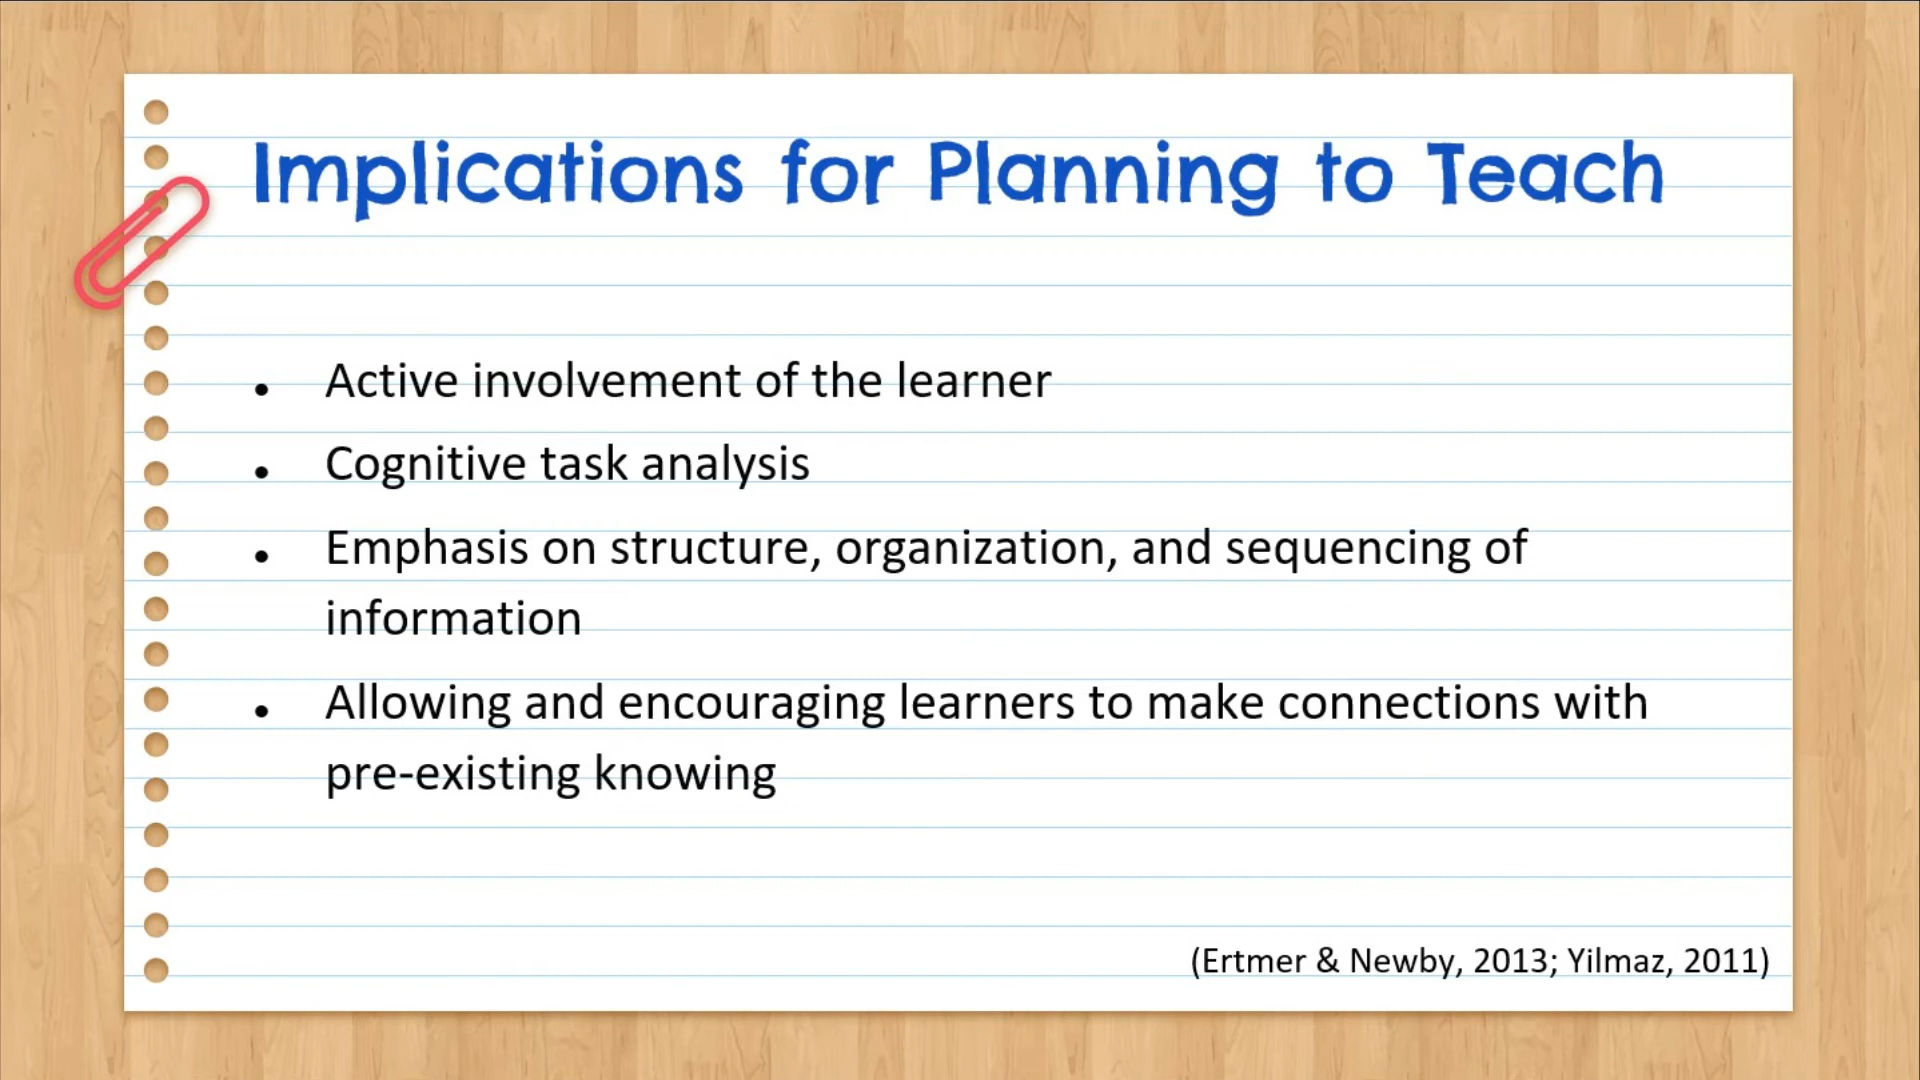 Implications for Planning to Teach
• Active involvement of the learner
• Cognitive task analysis
• Emphasis on structure, organization, and sequencing of
information
• Allowing and encouraging learners to make connections with
pre-existing knowing
(Ertmer & Newby, 2013; Yilmaz, 2011)